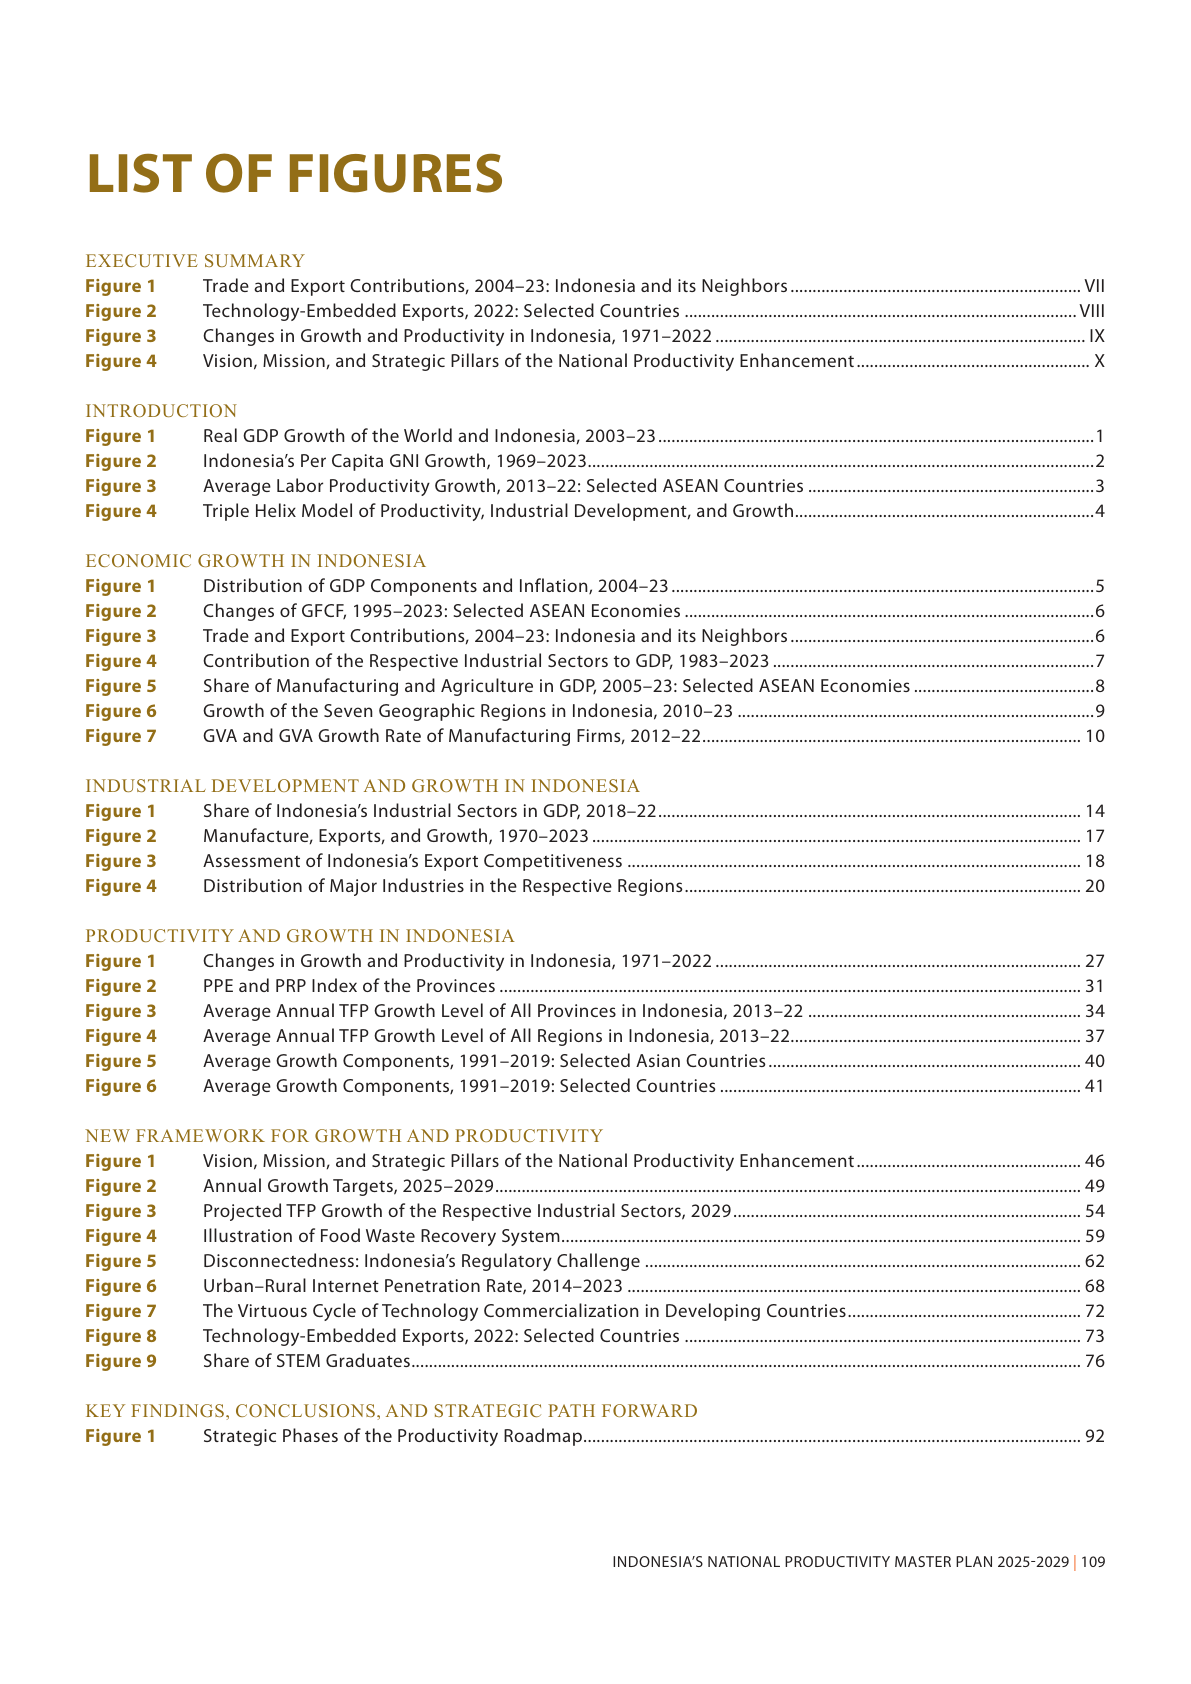 LIST OF FIGURES
EXECUTIVE SUMMARY
Figure 1 Trade and Export Contributions, 2004–23: Indonesia and its Neighbors VII
Figure 2 Technology-Embedded Exports, 2022: Selected Countries VIII
Figure 3 Changes in Growth and Productivity in Indonesia, 1971–2022 IX
Figure 4 Vision, Mission, and Strategic Pillars of the National Productivity Enhancement X
INTRODUCTION
Figure 1 Real GDP Growth of the World and Indonesia, 2003–23 1
Figure 2 Indonesia’s Per Capita GNI Growth, 1969–2023 2
Figure 3 Average Labor Productivity Growth, 2013–22: Selected ASEAN Countries 3
Figure 4 Triple Helix Model of Productivity, Industrial Development, and Growth 4
ECONOMIC GROWTH IN INDONESIA
Figure 1 Distribution of GDP Components and Inflation, 2004–23 5
Figure 2 Changes of GFCF, 1995–2023: Selected ASEAN Economies 6
Figure 3 Trade and Export Contributions, 2004–23: Indonesia and its Neighbors 6
Figure 4 Contribution of the Respective Industrial Sectors to GDP, 1983–2023 7
Figure 5 Share of Manufacturing and Agriculture in GDP, 2005–23: Selected ASEAN Economies 8
Figure 6 Growth of the Seven Geographic Regions in Indonesia, 2010–23 9
Figure 7 GVA and GVA Growth Rate of Manufacturing Firms, 2012–22 10
INDUSTRIAL DEVELOPMENT AND GROWTH IN INDONESIA
Figure 1 Share of Indonesia’s Industrial Sectors in GDP, 2018–22 14
Figure 2 Manufacture, Exports, and Growth, 1970–2023 17
Figure 3 Assessment of Indonesia’s Export Competitiveness 18
Figure 4 Distribution of Major Industries in the Respective Regions 20
PRODUCTIVITY AND GROWTH IN INDONESIA
Figure 1 Changes in Growth and Productivity in Indonesia, 1971–2022 27
Figure 2 PPE and PRP Index of the Provinces 31
Figure 3 Average Annual TFP Growth Level of All Provinces in Indonesia, 2013–22 34
Figure 4 Average Annual TFP Growth Level of All Regions in Indonesia, 2013–22 37
Figure 5 Average Growth Components, 1991–2019: Selected Asian Countries 40
Figure 6 Average Growth Components, 1991–2019: Selected Countries 41
NEW FRAMEWORK FOR GROWTH AND PRODUCTIVITY
Figure 1 Vision, Mission, and Strategic Pillars of the National Productivity Enhancement 46
Figure 2 Annual Growth Targets, 2025–2029 49
Figure 3 Projected TFP Growth of the Respective Industrial Sectors, 2029 54
Figure 4 Illustration of Food Waste Recovery System 59
Figure 5 Disconnectedness: Indonesia’s Regulatory Challenge 62
Figure 6 Urban–Rural Internet Penetration Rate, 2014–2023 68
Figure 7 The Virtuous Cycle of Technology Commercialization in Developing Countries 72
Figure 8 Technology-Embedded Exports, 2022: Selected Countries 73
Figure 9 Share of STEM Graduates 76
KEY FINDINGS, CONCLUSIONS, AND STRATEGIC PATH FORWARD
Figure 1 Strategic Phases of the Productivity Roadmap 92
INDONESIA’S NATIONAL PRODUCTIVITY MASTER PLAN 2025-2029 | 109